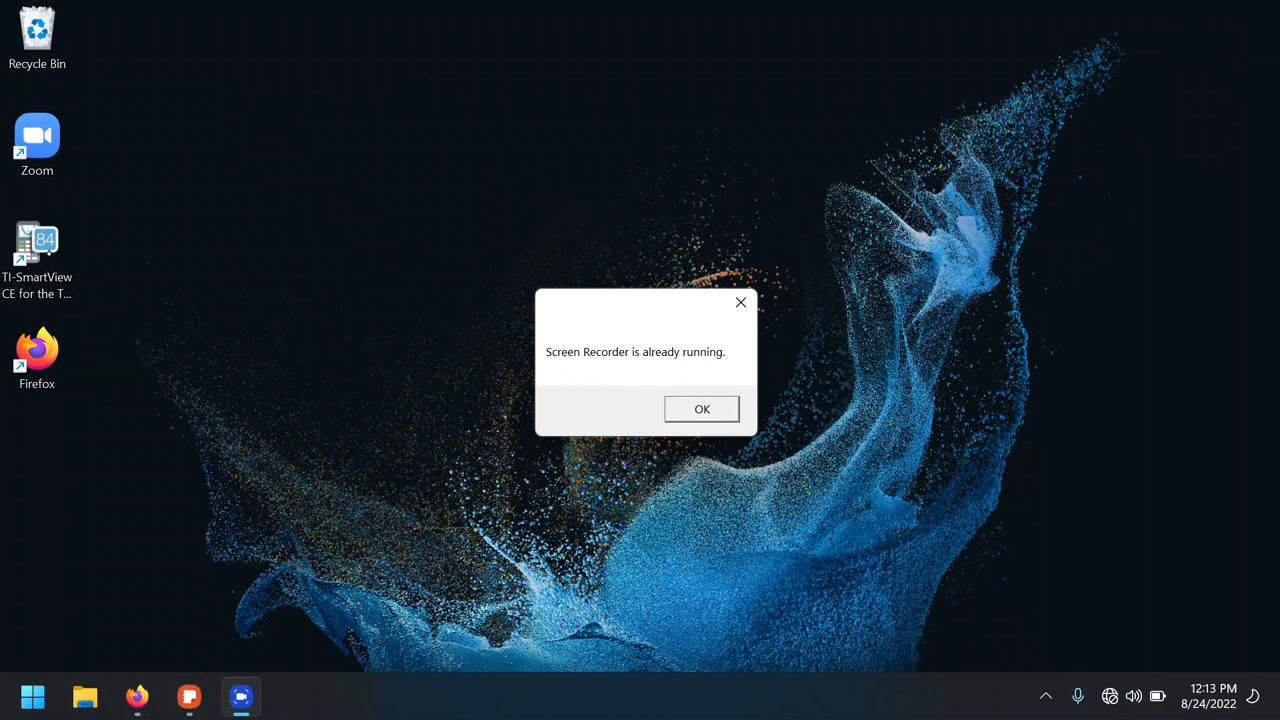 Recycle Bin
Zoom
84
TI-SmartView
CE for the T...
Firefox
Screen Recorder is already running.
OK
12:13 PM
8/24/2022